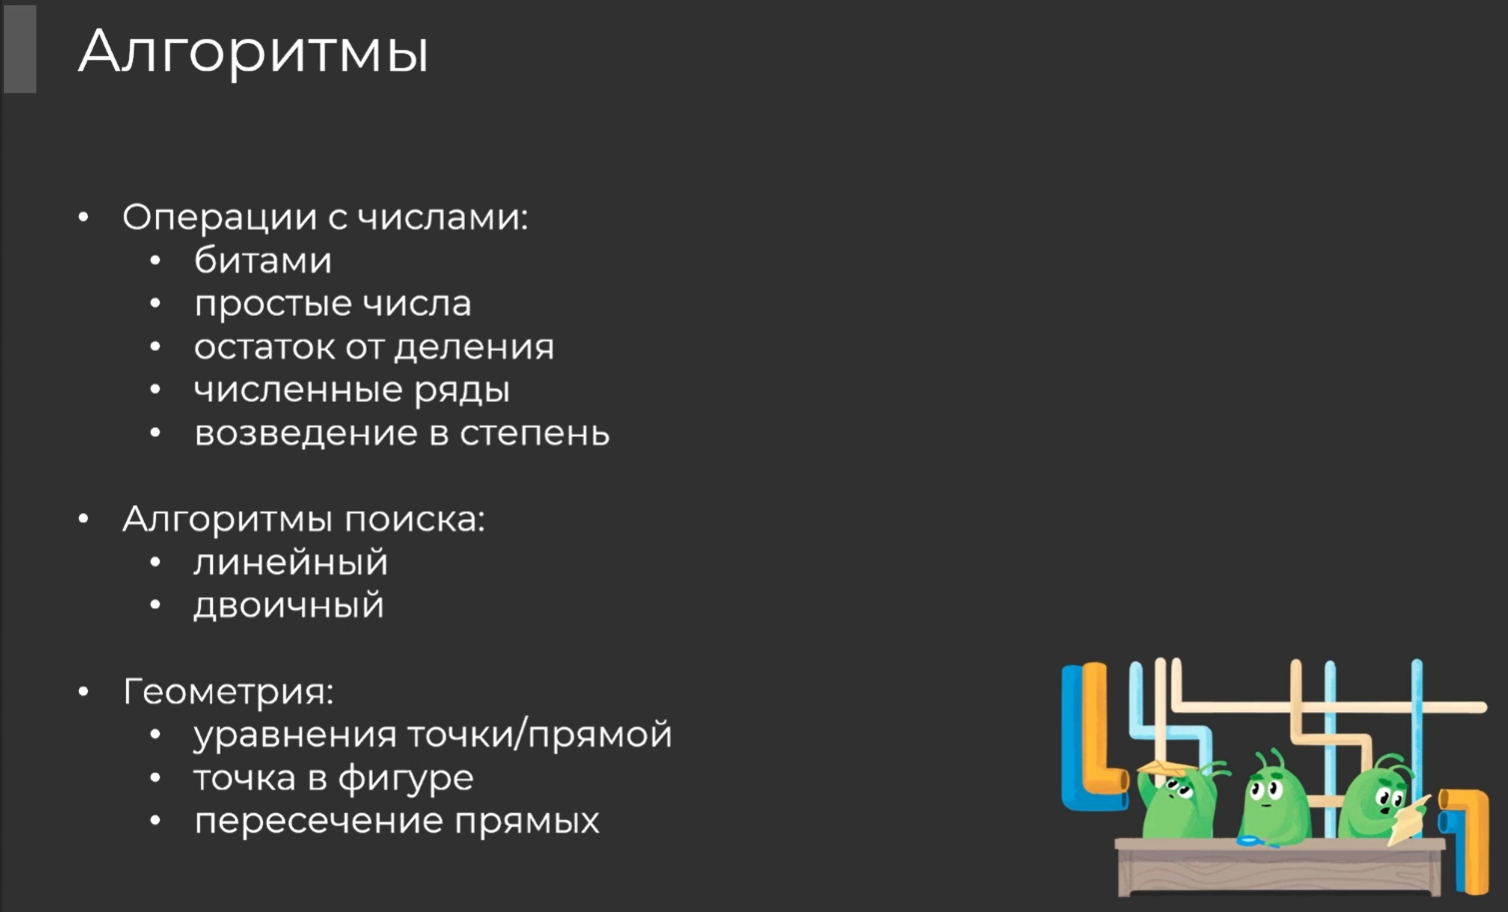 Алгоритмы
• Операции с числами:
• битами
• простые числа
• остаток от деления
• численные ряды
• возведение в степень
• Алгоритмы поиска:
• линейный
• двоичный
• Геометрия:
• уравнения точки/прямой
• точка в фигуре
• пересечение прямых